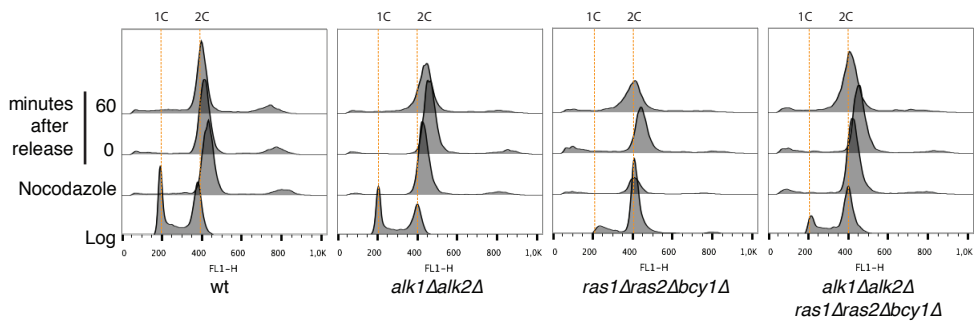 1C 2C 1C 2C 1C 2C 1C 2C
minutes 60
after
release 0
Nocodazole
Log
0 200 400 600 800 1,0K 0 200 400 600 800 1,0K 0 200 400 600 800 1,0K 0 200 400 600 800 1,0K
FL1-H FL1-H FL1-H FL1-H
wt alk1Δalk2Δ ras1Δras2Δbcy1Δ alk1Δalk2Δ
ras1Δras2Δbcy1Δ